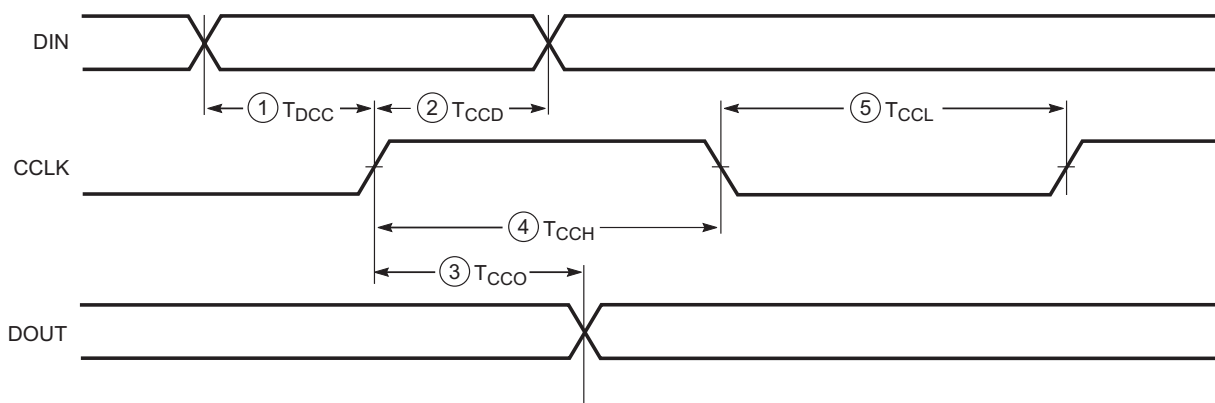 DIN
① TDCC
② TCCD
⑤ TCCL
CCLK
④ TCCH
③ TCCO
DOUT